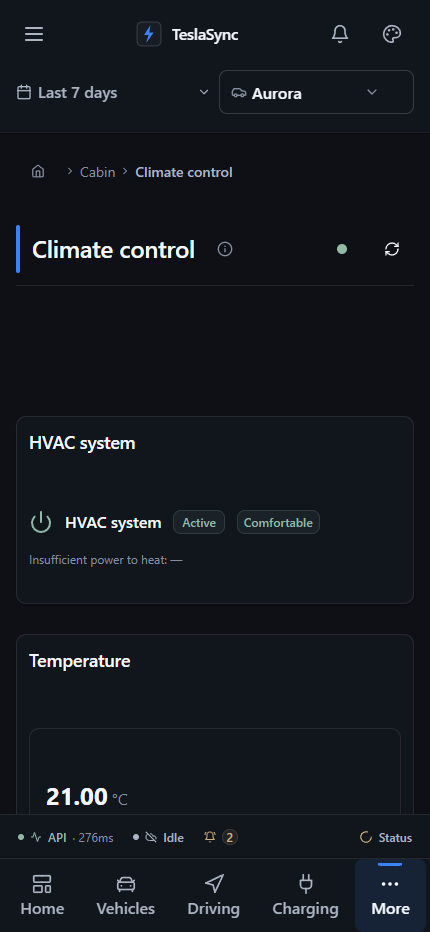 TeslaSync
Last 7 days
Aurora
Cabin
Climate control
Climate control
HVAC system
HVAC system
Active
Comfortable
Insufficient power to heat: —
Temperature
21.00 °C
API · 276ms
Idle
2
Status
Home
Vehicles
Driving
Charging
More